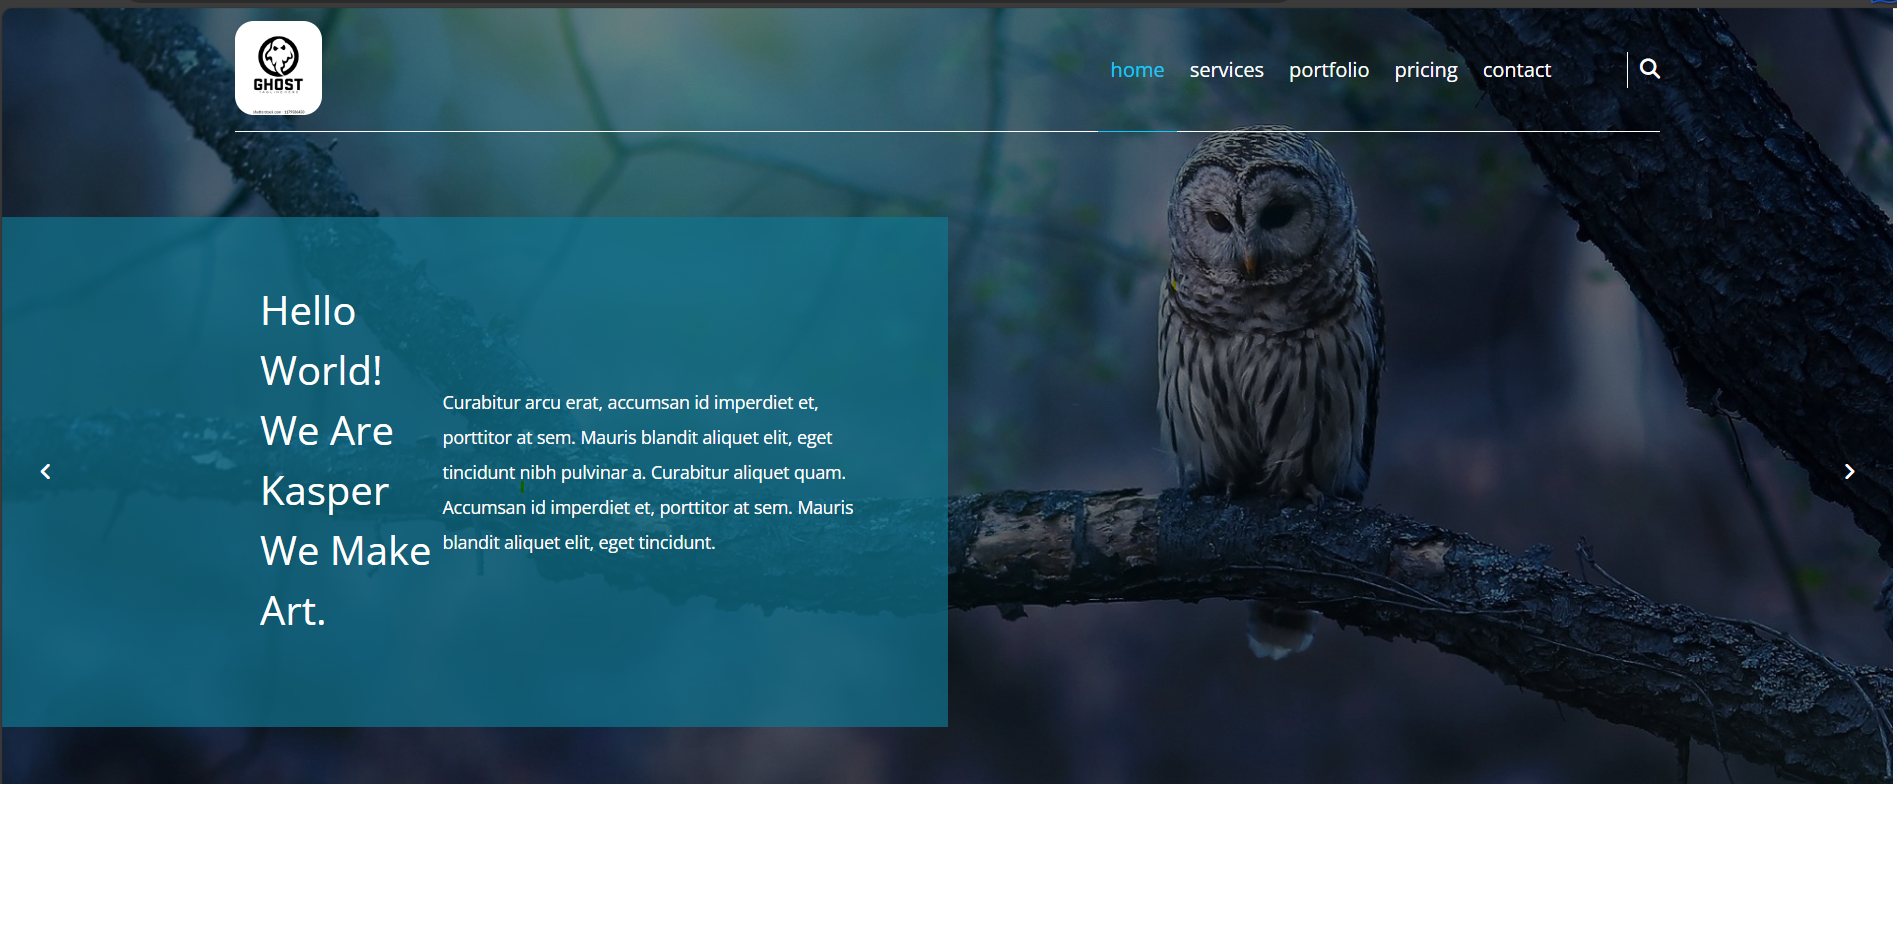 GHOST
home services portfolio pricing contact
Hello
World!
We Are
Kasper
We Make
Art.
Curabitur arcu erat, accumsan id imperdiet et,
porttitor at sem. Mauris blandit aliquet elit, eget
tincidunt nibh pulvinar a. Curabitur aliquet quam.
Accumsan id imperdiet et, porttitor at sem. Mauris
blandit aliquet elit, eget tincidunt.